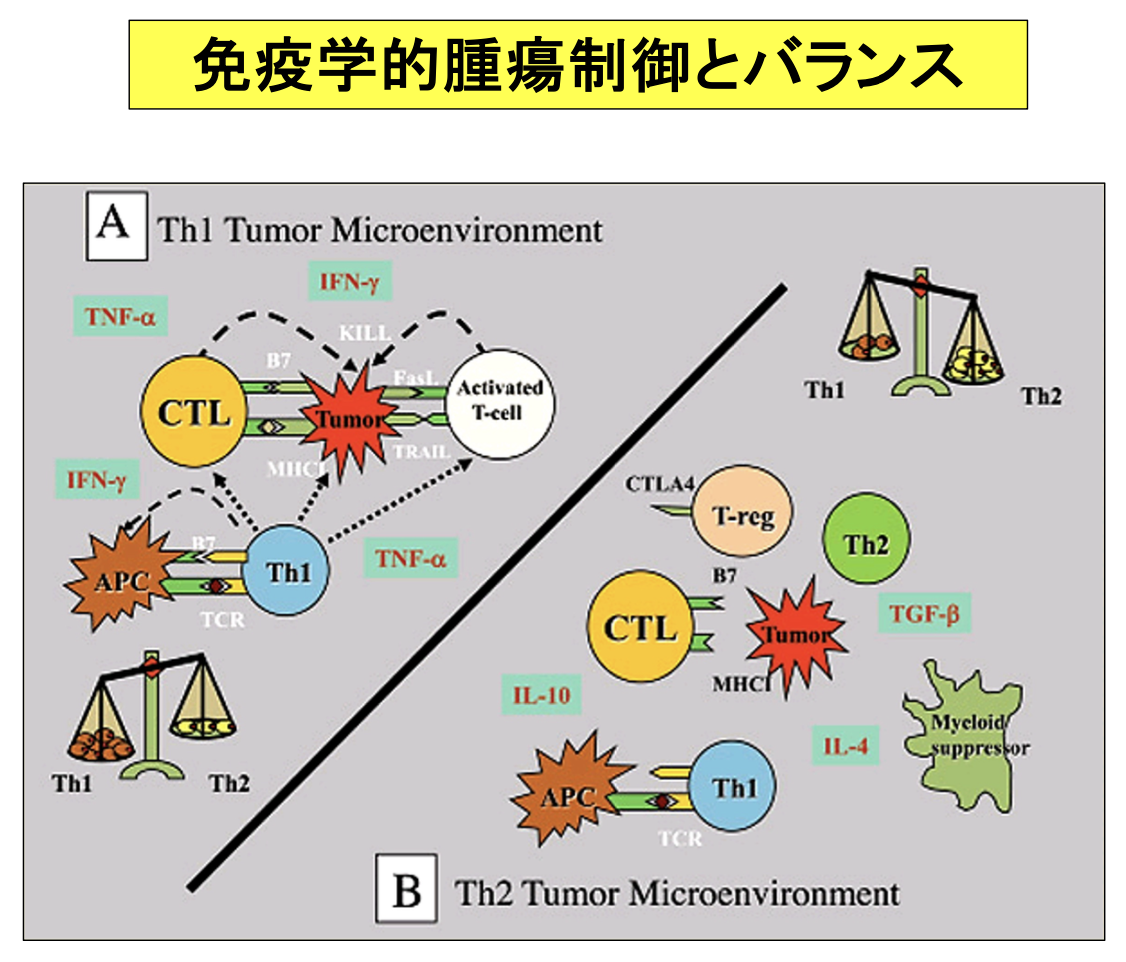 免疫学的腫瘍制御とバランス
A Th1 Tumor Microenvironment
IFN-γ
TNF-α
KILL
B7
FasL
CTL
Tumor
Activated
T-cell
MHCI
TRAIL
IFN-γ
B7
APC
Th1
TNF-α
TCR
Th1
Th2
Th1
Th2
CTLA4
T-reg
Th2
B7
CTL
Tumor
TGF-β
MHCI
IL-10
IL-4
Myeloid
suppressor
APC
Th1
TCR
B Th2 Tumor Microenvironment